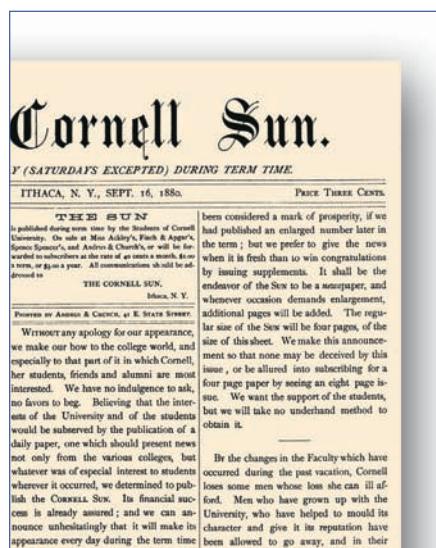 Cornell Sun.
Y (SATURDAYS EXCEPTED) DURING TERM TIME.
ITHACA, N. Y., SEPT. 16, 1880. PRICE THREE CENTS.
THE SUN
is published during term time by the Students of Cornell
University. On sale at Miss Ackley's, Finch & Apgar's,
Spence Spencer's, and Andrus & Church's, or will be for-
warded to subscribers at the rate of 40 cents a month, $1.00
a term, or $3.00 a year. All communications should be ad-
dressed to
THE CORNELL SUN,
Ithaca, N. Y.
PRINTED BY ANDRUS & CHURCH, 41 E. STATE STREET.
WITHOUT any apology for our appearance,
we make our bow to the college world, and
especially to that part of it in which Cornell,
her students, friends and alumni are most
interested. We have no indulgence to ask,
no favors to beg. Believing that the inter-
ests of the University and of the students
would be subserved by the publication of a
daily paper, one which should present news
not only from the various colleges, but
whatever was of especial interest to students
wherever it occurred, we determined to pub-
lish the CORNELL SUN. Its financial suc-
cess is already assured; and we can an-
nounce unhesitatingly that it will make its
appearance every day during the term time
been considered a mark of prosperity, if we
had published an enlarged number later in
the term; but we prefer to give the news
when it is fresh than to win congratulations
by issuing supplements. It shall be the
endeavor of the SUN to be a newspaper, and
whenever occasion demands enlargement,
additional pages will be added. The regu-
lar size of the SUN will be four pages, of the
size of this sheet. We make this announce-
ment so that none may be deceived by this
issue, or be allured into subscribing for a
four page paper by seeing an eight page is-
sue. We want the support of the students,
but we will take no underhand method to
obtain it.
BY the changes in the Faculty which have
occurred during the past vacation, Cornell
loses some men whose loss she can ill af-
ford. Men who have grown up with the
University, who have helped to mould its
character and give it its reputation have
been allowed to go away, and in their